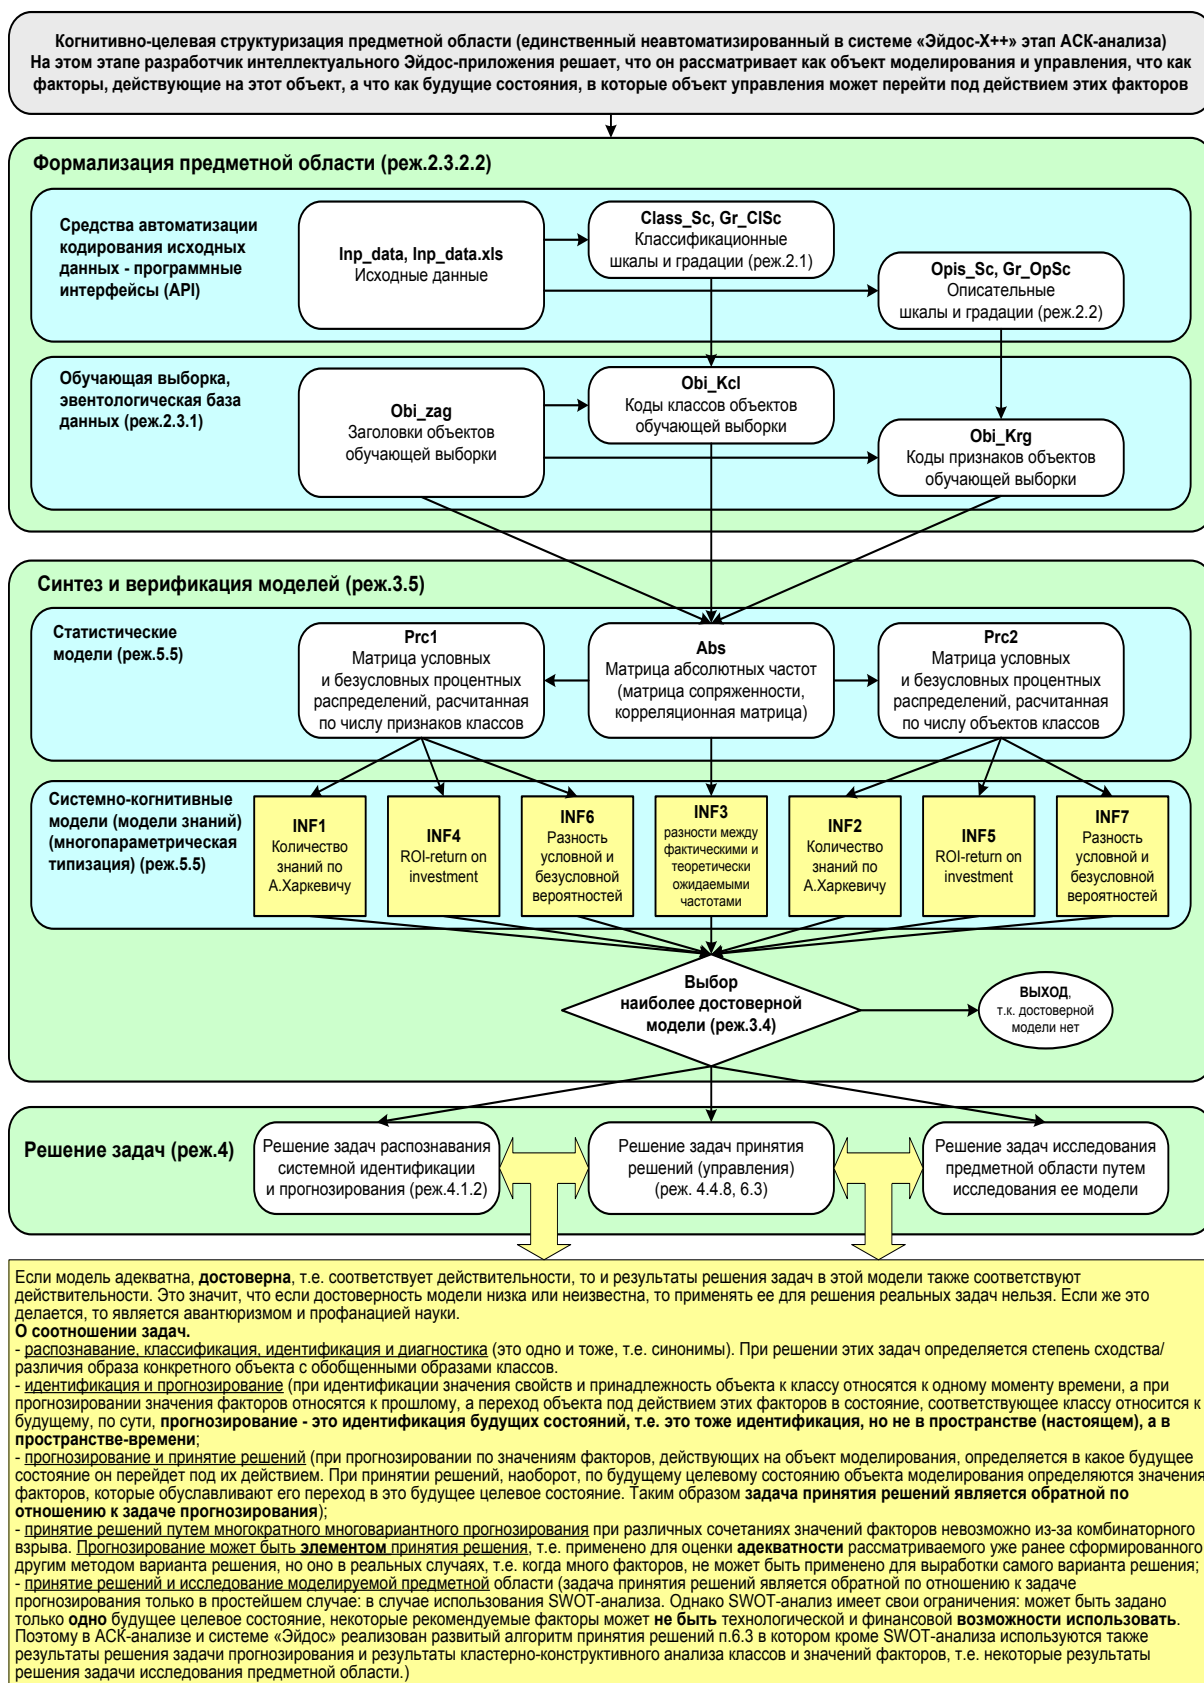 Когнитивно-целевая структуризация предметной области (единственный неавтоматизированный в системе «Эйдос-X++» этап АСК-анализа)
На этом этапе разработчик интеллектуального Эйдос-приложения решает, что он рассматривает как объект моделирования и управления, что как
факторы, действующие на этот объект, а что как будущие состояния, в которые объект управления может перейти под действием этих факторов
Формализация предметной области (реж.2.3.2.2)
Средства автоматизации
кодирования исходных
данных - программные
интерфейсы (API)
Inp_data, Inp_data.xls
Исходные данные
Class_Sc, Gr_ClSc
Классификационные
шкалы и градации (реж.2.1)
Opis_Sc, Gr_OpSc
Описательные
шкалы и градации (реж.2.2)
Обучающая выборка,
эвентологическая база
данных (реж.2.3.1)
Obi_zag
Заголовки объектов
обучающей выборки
Obi_Kcl
Коды классов объектов
обучающей выборки
Obi_Krg
Коды признаков объектов
обучающей выборки
Синтез и верификация моделей (реж.3.5)
Статистические
модели (реж.5.5)
Prc1
Матрица условных
и безусловных процентных
распределений, расчитанная
по числу признаков классов
Abs
Матрица абсолютных частот
(матрица сопряженности,
корреляционная матрица)
Prc2
Матрица условных
и безусловных процентных
распределений, расчитанная
по числу объектов классов
Системно-когнитивные
модели (модели знаний)
(многопараметрическая
типизация) (реж.5.5)
INF1
Количество
знаний по
А.Харкевичу
INF4
ROI-return on
investment
INF6
Разность
условной и
безусловной
вероятностей
INF3
разности между
фактическими и
теоретически
ожидаемыми
частотами
INF2
Количество
знаний по
А.Харкевичу
INF5
ROI-return on
investment
INF7
Разность
условной и
безусловной
вероятностей
Выбор
наиболее достоверной
модели (реж.3.4)
ВЫХОД,
т.к. достоверной
модели нет
Решение задач (реж.4)
Решение задач распознавания
системной идентификации
и прогнозирования (реж.4.1.2)
Решение задач принятия
решений (управления)
(реж. 4.4.8, 6.3)
Решение задач исследования
предметной области путем
исследования ее модели
Если модель адекватна, достоверна, т.е. соответствует действительности, то и результаты решения задач в этой модели также соответствуют
действительности. Это значит, что если достоверность модели низка или неизвестна, то применять ее для решения реальных задач нельзя. Если же это
делается, то является авантюризмом и профанацией науки.
О соотношении задач.
- распознавание, классификация, идентификация и диагностика (это одно и тоже, т.е. синонимы). При решении этих задач определяется степень сходства/
различия образа конкретного объекта с обобщенными образами классов.
- идентификация и прогнозирование (при идентификации значения свойств и принадлежность объекта к классу относятся к одному моменту времени, а при
прогнозировании значения факторов относятся к прошлому, а переход объекта под действием этих факторов в состояние, соответствующее классу относится к
будущему, по сути, прогнозирование - это идентификация будущих состояний, т.е. это тоже идентификация, но не в пространстве (настоящем), а в
пространстве-времени;
- прогнозирование и принятие решений (при прогнозировании по значениям факторов, действующих на объект моделирования, определяется в какое будущее
состояние он перейдет под их действием. При принятии решений, наоборот, по будущему целевому состоянию объекта моделирования определяются значения
факторов, которые обуславливают его переход в это будущее целевое состояние. Таким образом задача принятия решений является обратной по
отношению к задаче прогнозирования);
- принятие решений путем многократного многовариантного прогнозирования при различных сочетаниях значений факторов невозможно из-за комбинаторного
взрыва. Прогнозирование может быть элементом принятия решения, т.е. применено для оценки адекватности рассматриваемого уже ранее сформированного
другим методом варианта решения, но оно в реальных случаях, т.е. когда много факторов, не может быть применено для выработки самого варианта решения;
- принятие решений и исследование моделируемой предметной области (задача принятия решений является обратной по отношению к задаче
прогнозирования только в простейшем случае: в случае использования SWOT-анализа. Однако SWOT-анализ имеет свои ограничения: может быть задано
только одно будущее целевое состояние, некоторые рекомендуемые факторы может не быть технологической и финансовой возможности использовать.
Поэтому в АСК-анализе и системе «Эйдос» реализован развитый алгоритм принятия решений п.6.3 в котором кроме SWOT-анализа используются также
результаты решения задачи прогнозирования и результаты кластерно-конструктивного анализа классов и значений факторов, т.е. некоторые результаты
решения задачи исследования предметной области.)